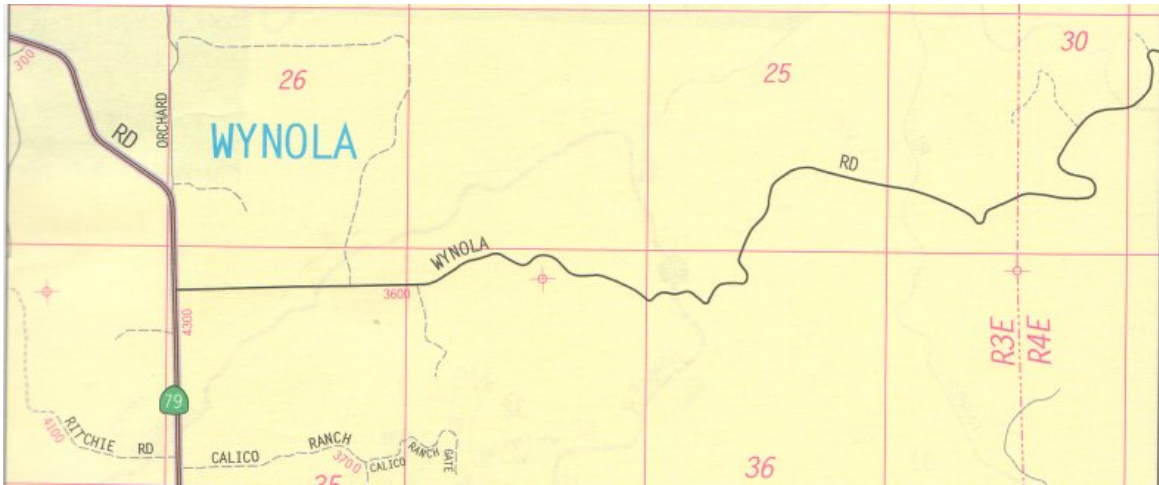 30
25
26
300
RD
ORCHARD
WYNOLA
RD
WYNOLA
3600
4300
R3E
R4E
79
4100
RITCHIE RD
CALICO RANCH
3700
CALICO RANCH
GATE
35
36